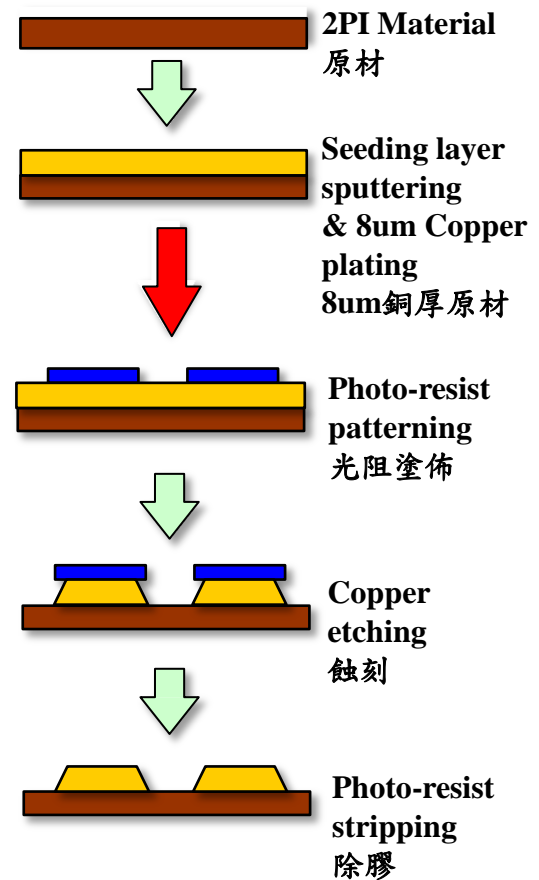 2PI Material
原材
Seeding layer
sputtering
& 8um Copper
plating
8um銅厚原材
Photo-resist
patterning
光阻塗佈
Copper
etching
蝕刻
Photo-resist
stripping
除膠